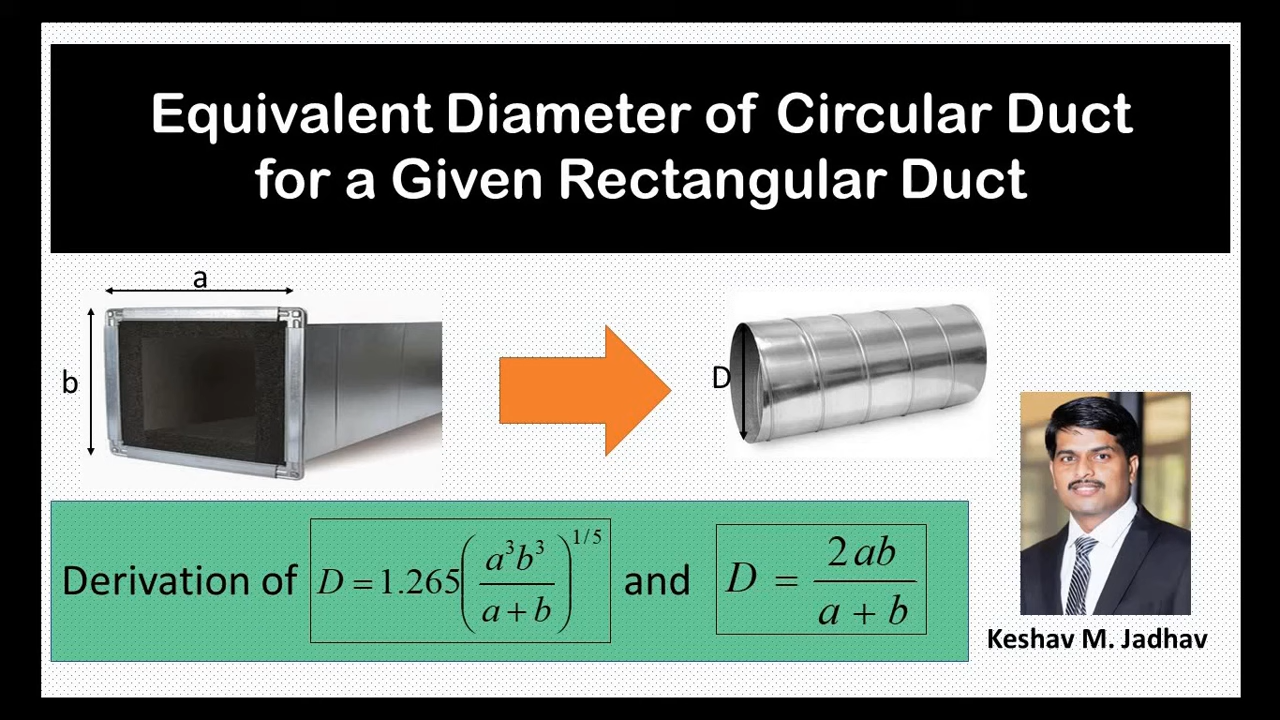 Equivalent Diameter of Circular Duct
for a Given Rectangular Duct
a
b
D
Derivation of D = 1.265(a³b³/(a + b))^1/5 and D = 2ab/(a + b)
Keshav M. Jadhav